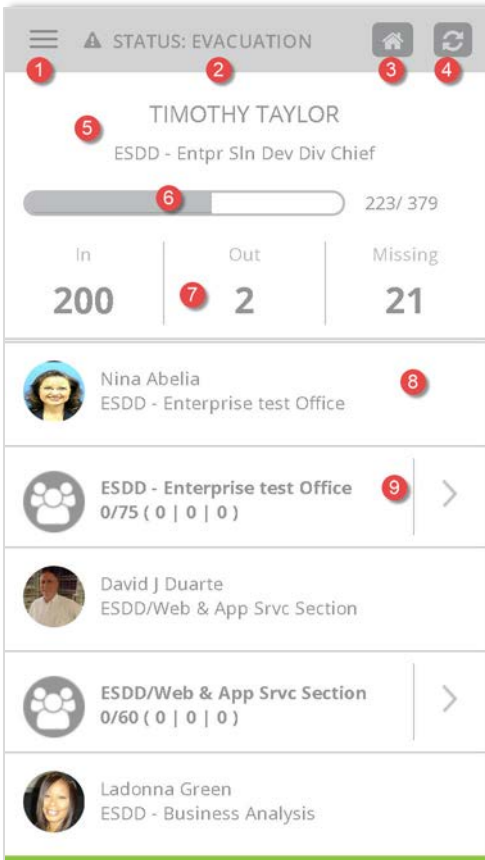 STATUS: EVACUATION
1
2
3
4
5
TIMOTHY TAYLOR
ESDD - Entpr Sln Dev Div Chief
6
223/ 379
In
Out
Missing
200
7
2
21
Nina Abelia
8
ESDD - Enterprise test Office
ESDD - Enterprise test Office
9
0/75 ( 0 | 0 | 0 )
David J Duarte
ESDD/Web & App Srvc Section
ESDD/Web & App Srvc Section
0/60 ( 0 | 0 | 0 )
Ladonna Green
ESDD - Business Analysis